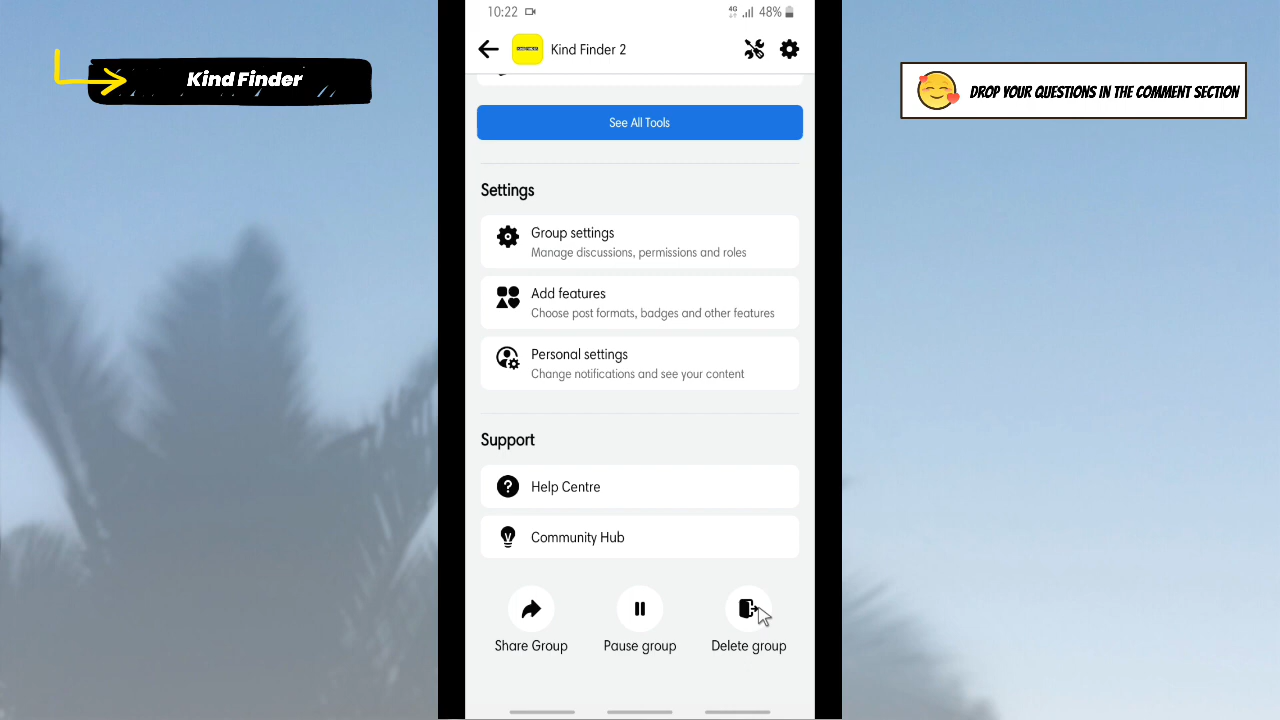 Kind Finder
DROP YOUR QUESTIONS IN THE COMMENT SECTION
10:22
4G
48%
Kind Finder 2
See All Tools
Settings
Group settings
Manage discussions, permissions and roles
Add features
Choose post formats, badges and other features
Personal settings
Change notifications and see your content
Support
Help Centre
Community Hub
Share Group
Pause group
Delete group